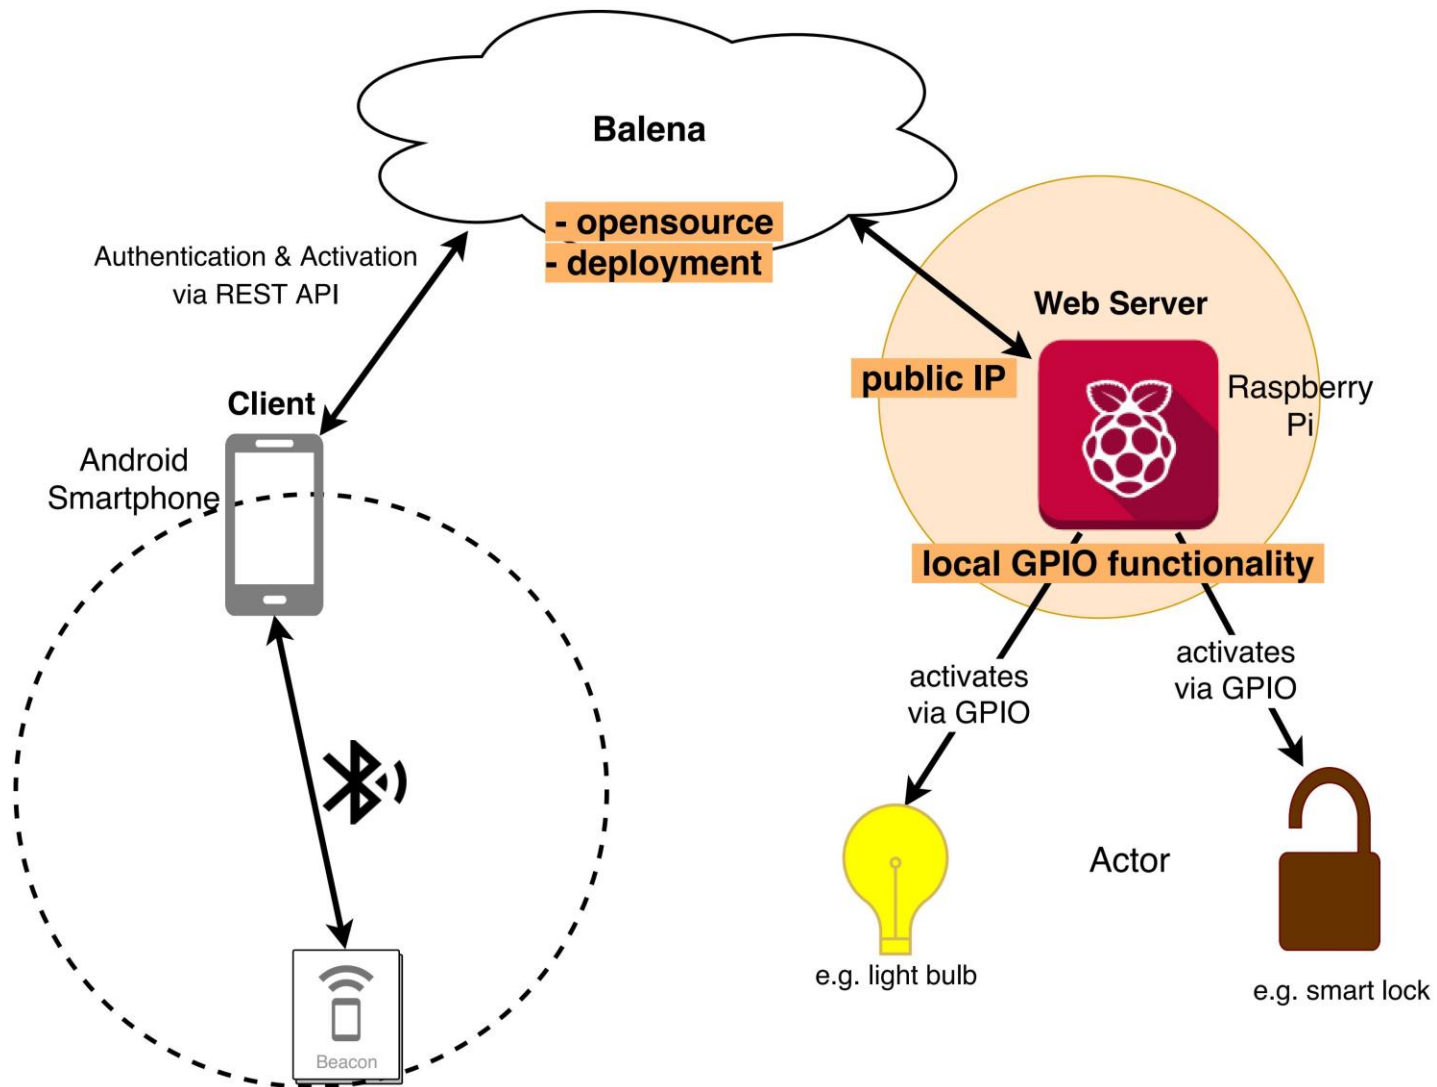 Balena
- opensource
- deployment
Authentication & Activation
via REST API
Web Server
public IP
Raspberry
Pi
Client
Android
Smartphone
local GPIO functionality
activates
via GPIO
activates
via GPIO
Actor
e.g. light bulb
e.g. smart lock
Beacon